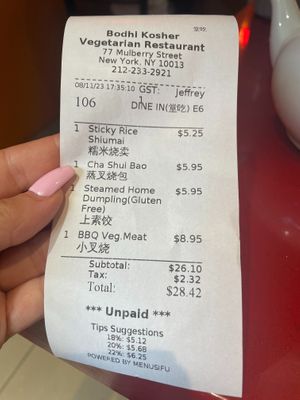 Bodhi Kosher
Vegetarian Restaurant
77 Mulberry Street
New York, NY 10013
212-233-2921
08/11/23 17:35:10 GST: Jeffrey
1
106 DINE IN(堂吃) E6
1 Sticky Rice $5.25
Shiumai
糯米烧卖
1 Cha Shui Bao $5.95
蒸叉烧包
1 Steamed Home $5.95
Dumpling(Gluten
Free)
上素饺
1 BBQ Veg.Meat $8.95
小叉烧
Subtotal: $26.10
Tax: $2.32
Total: $28.42
*** Unpaid ***
Tips Suggestions
18%: $5.12
20%: $5.68
22%: $6.25
POWERED BY MENUSIFU